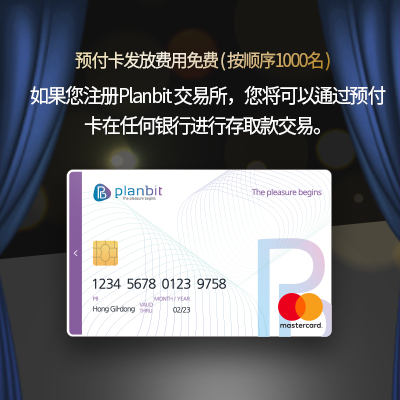 预付卡发放费用免费 ( 按顺序1000名 )
如果您注册Planbit 交易所，您将可以通过预付
卡在任何银行进行存取款交易。
planbit
The pleasure begins
The pleasure begins
1234 5678 0123 9758
PB
MONTH / YEAR
Hong Gil-dong
VALID
THRU
02/23
mastercard.